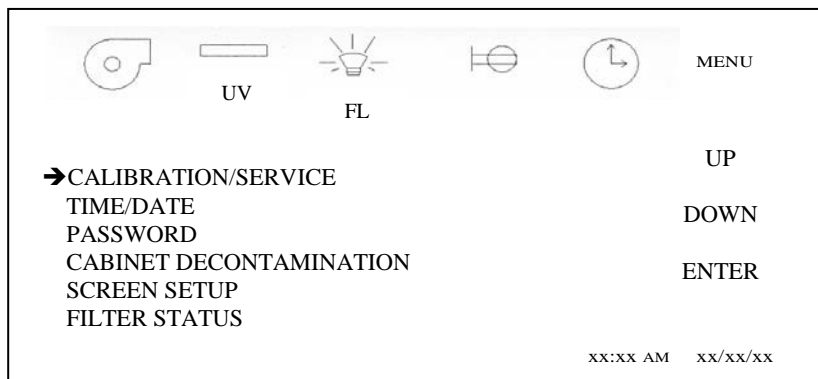 MENU
UV
FL
UP
➔CALIBRATION/SERVICE
TIME/DATE
DOWN
PASSWORD
CABINET DECONTAMINATION
ENTER
SCREEN SETUP
FILTER STATUS
xx:xx AM xx/xx/xx